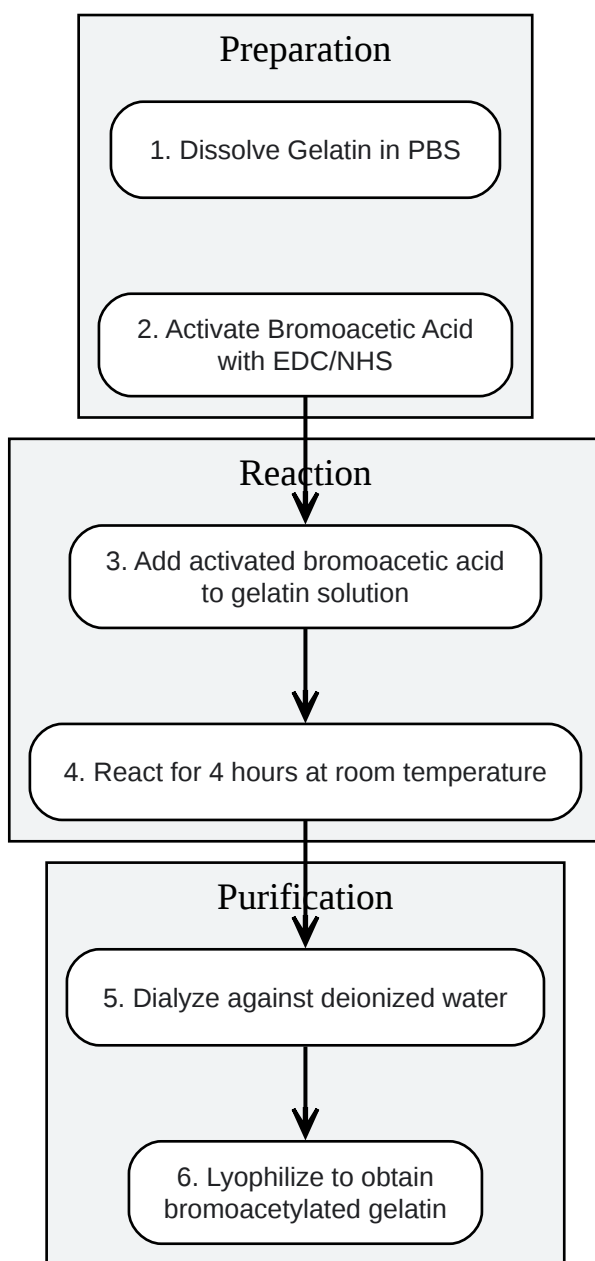 Preparation
1. Dissolve Gelatin in PBS
2. Activate Bromoacetic Acid
with EDC/NHS
Reaction
3. Add activated bromoacetic acid
to gelatin solution
4. React for 4 hours at room temperature
Purification
5. Dialyze against deionized water
6. Lyophilize to obtain
bromoacetylated gelatin